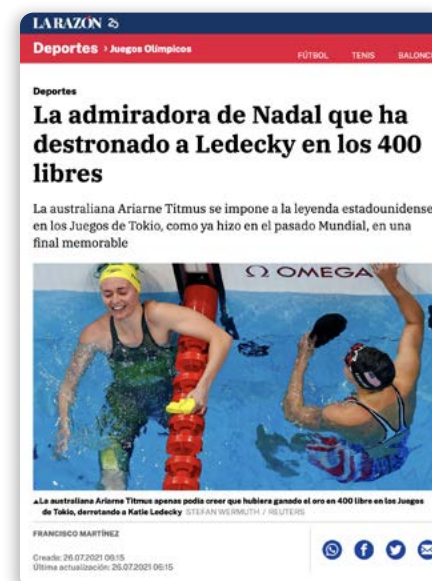 LA RAZÓN 25
Deportes › Juegos Olímpicos
FÚTBOL TENIS BALONC
Deportes
La admiradora de Nadal que ha
destronado a Ledecky en los 400
libres
La australiana Ariarne Titmus se impone a la leyenda estadounidense
en los Juegos de Tokio, como ya hizo en el pasado Mundial, en una
final memorable
Ω OMEGA
▲La australiana Ariarne Titmus apenas podía creer que hubiera ganado el oro en 400 libre en los Juegos
de Tokio, derrotando a Katie Ledecky STEFAN WERMUTH / REUTERS
FRANCISCO MARTÍNEZ
Creada: 26.07.2021 06:15
Última actualización: 26.07.2021 06:15